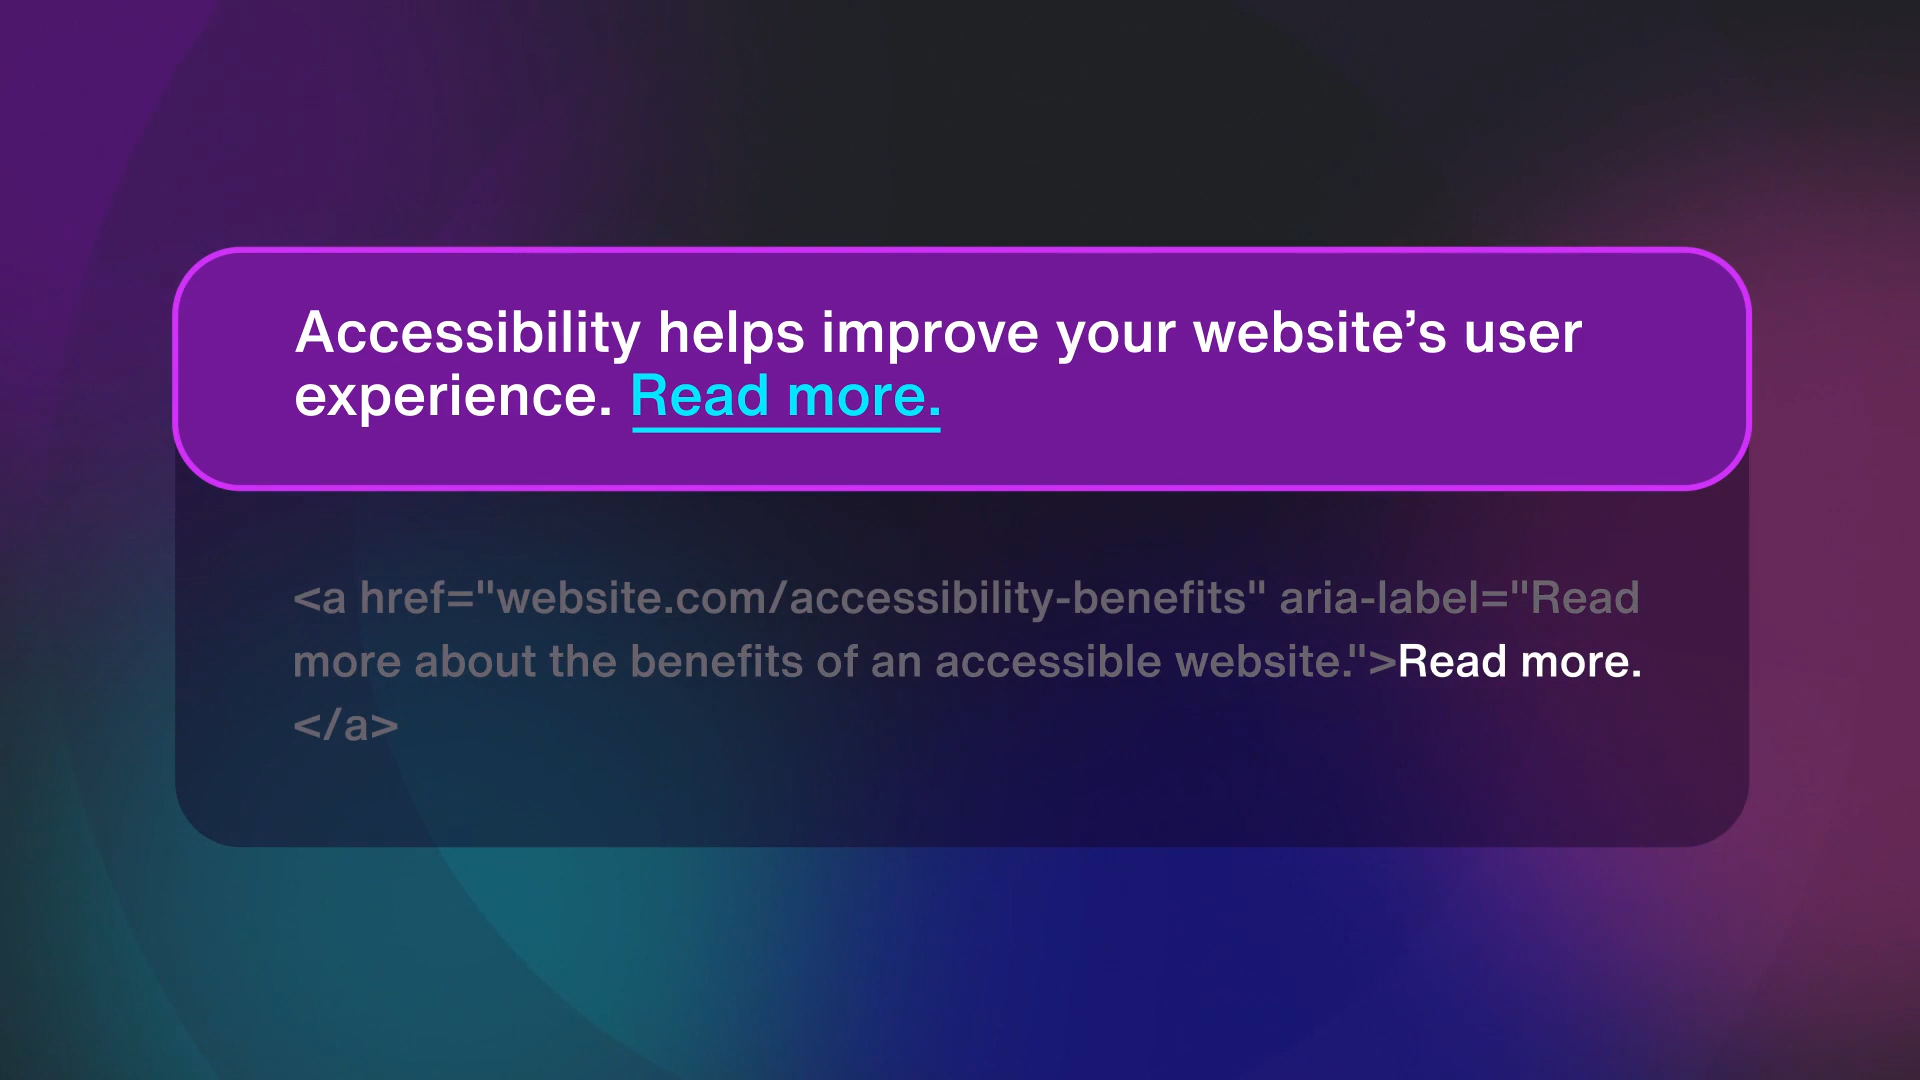 Accessibility helps improve your website’s user
experience. Read more.
<a href="website.com/accessibility-benefits" aria-label="Read
more about the benefits of an accessible website.">Read more.
</a>